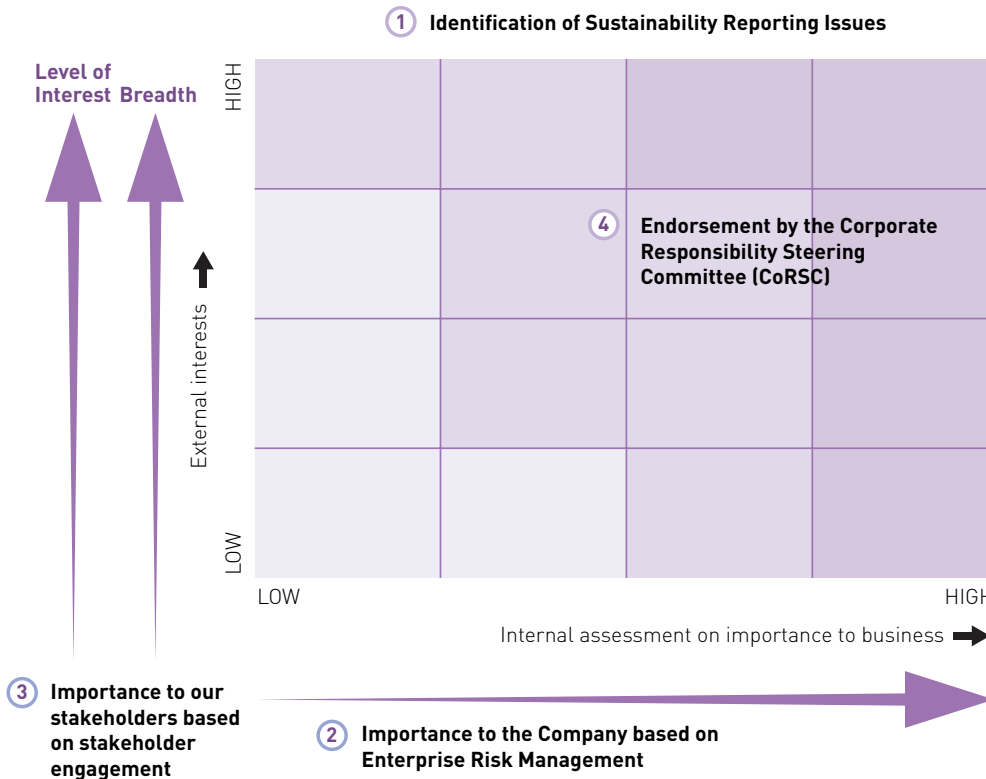 1 Identification of Sustainability Reporting Issues
Level of
Interest
Breadth
HIGH
External interests
LOW
4 Endorsement by the Corporate
Responsibility Steering
Committee (CoRSC)
LOW
HIGH
Internal assessment on importance to business
3 Importance to our
stakeholders based
on stakeholder
engagement
2 Importance to the Company based on
Enterprise Risk Management